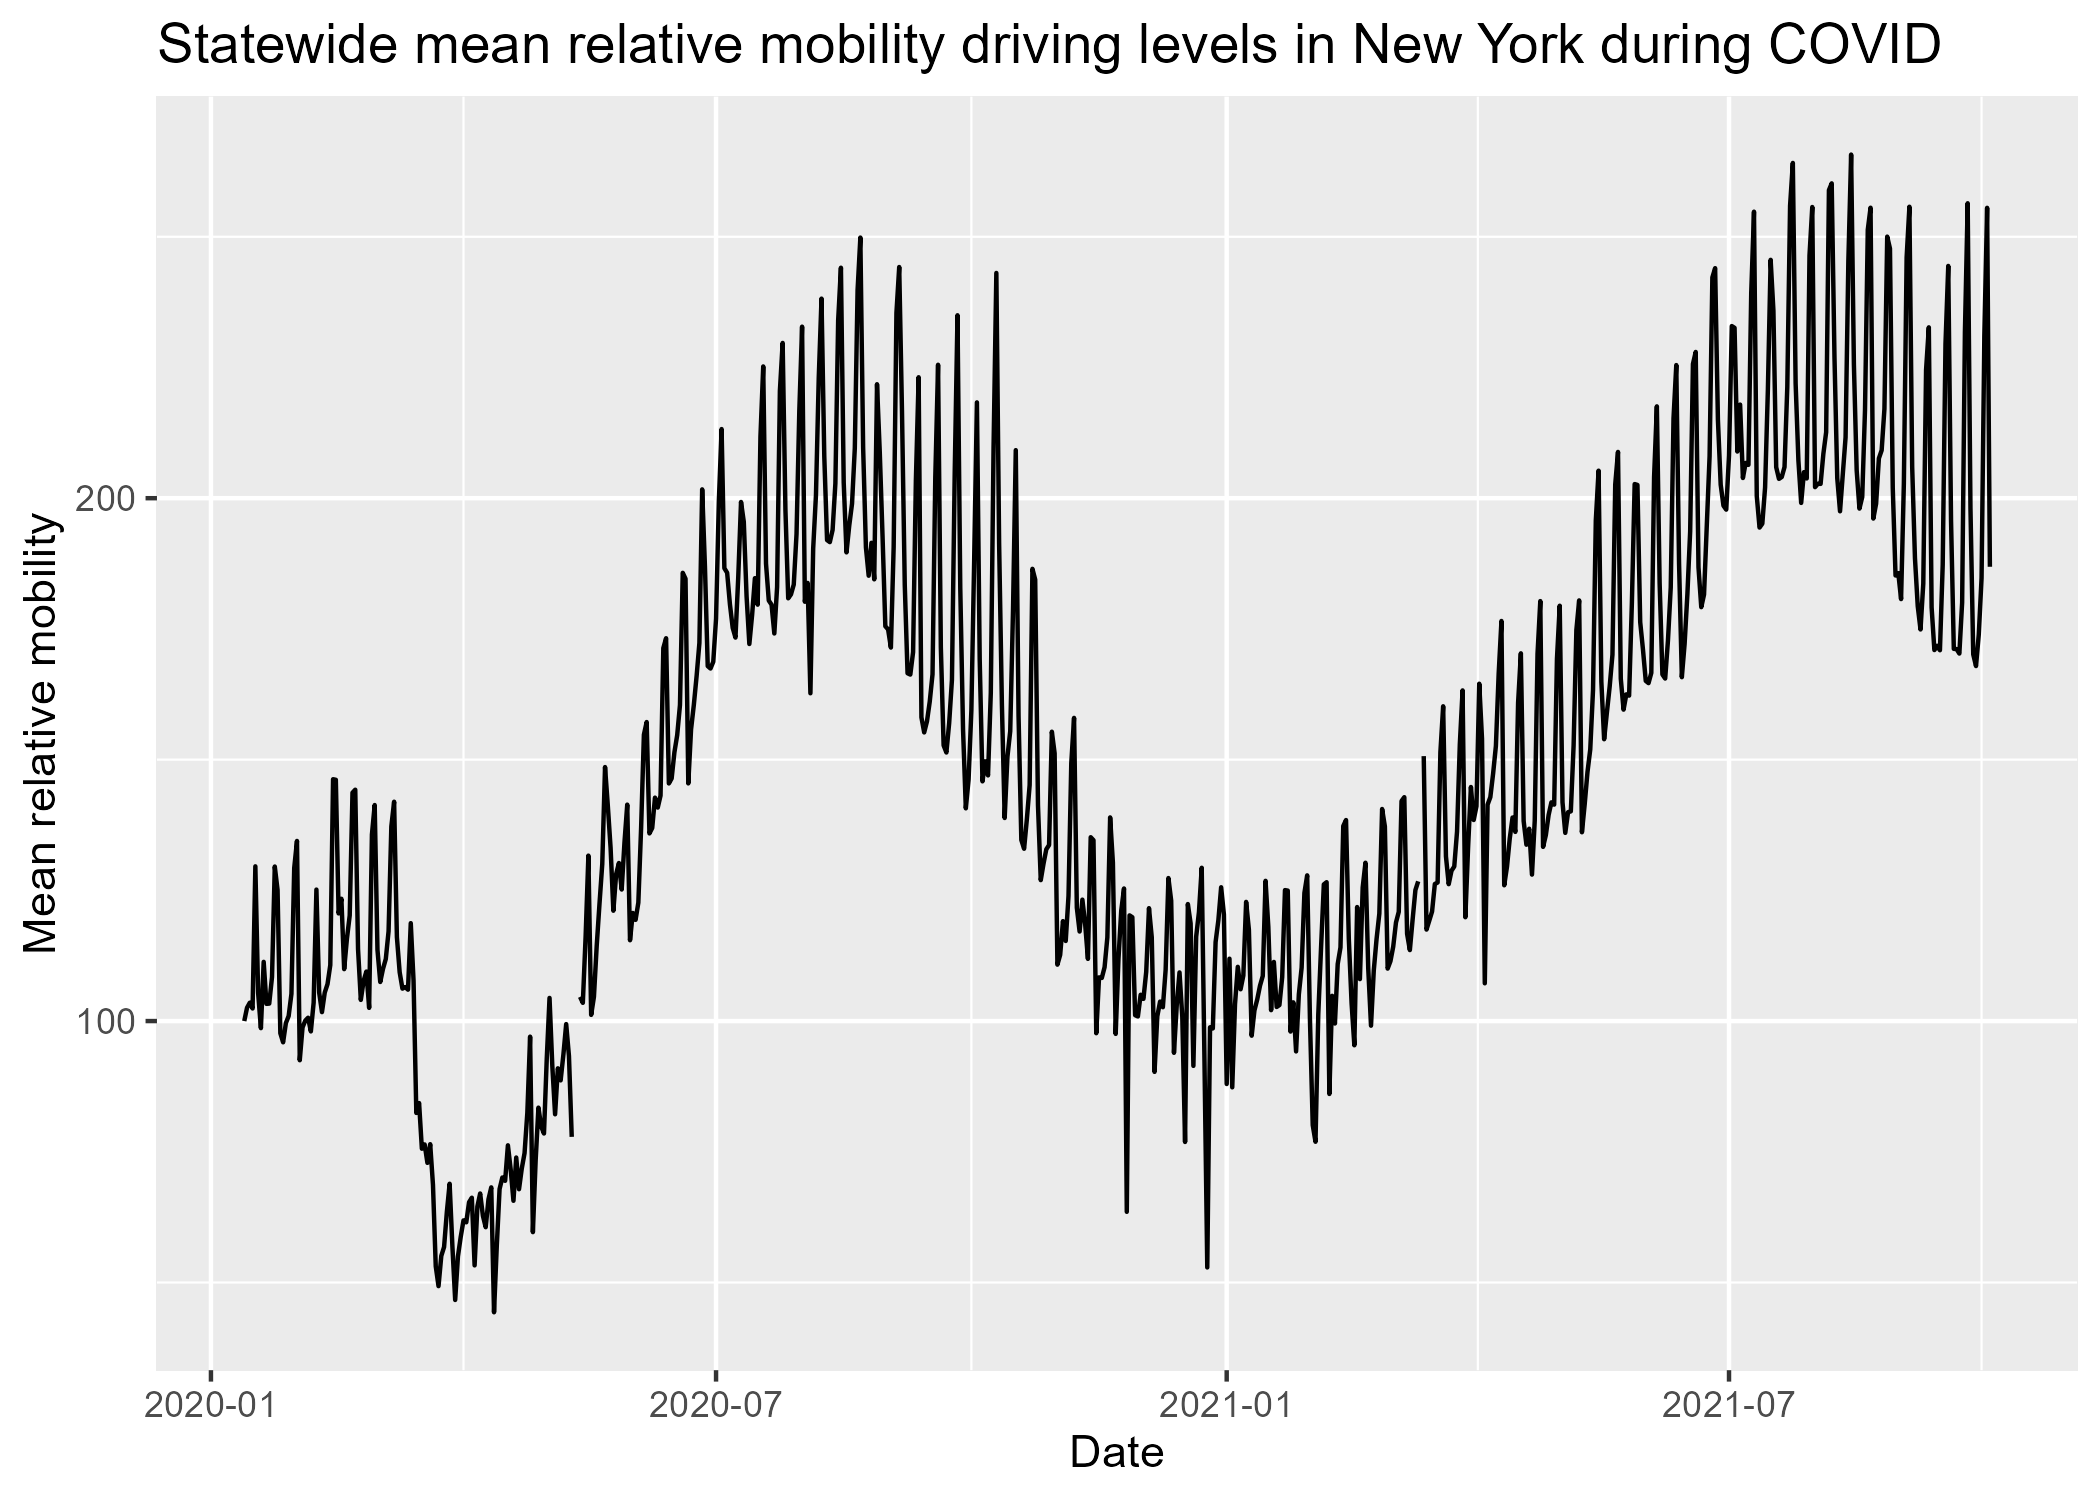 Statewide mean relative mobility driving levels in New York during COVID
Mean relative mobility
200
100
2020-01
2020-07
2021-01
2021-07
Date